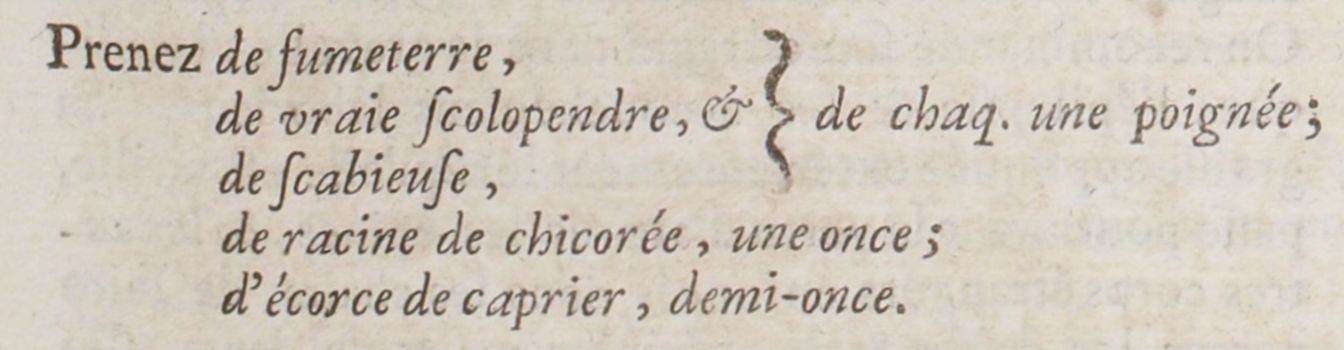 Prenez de fumeterre,
de vraie ſcolopendre, & } de chaq. une poignée;
de ſcabieuſe,
de racine de chicorée, une once;
d'écorce de caprier, demi-once.